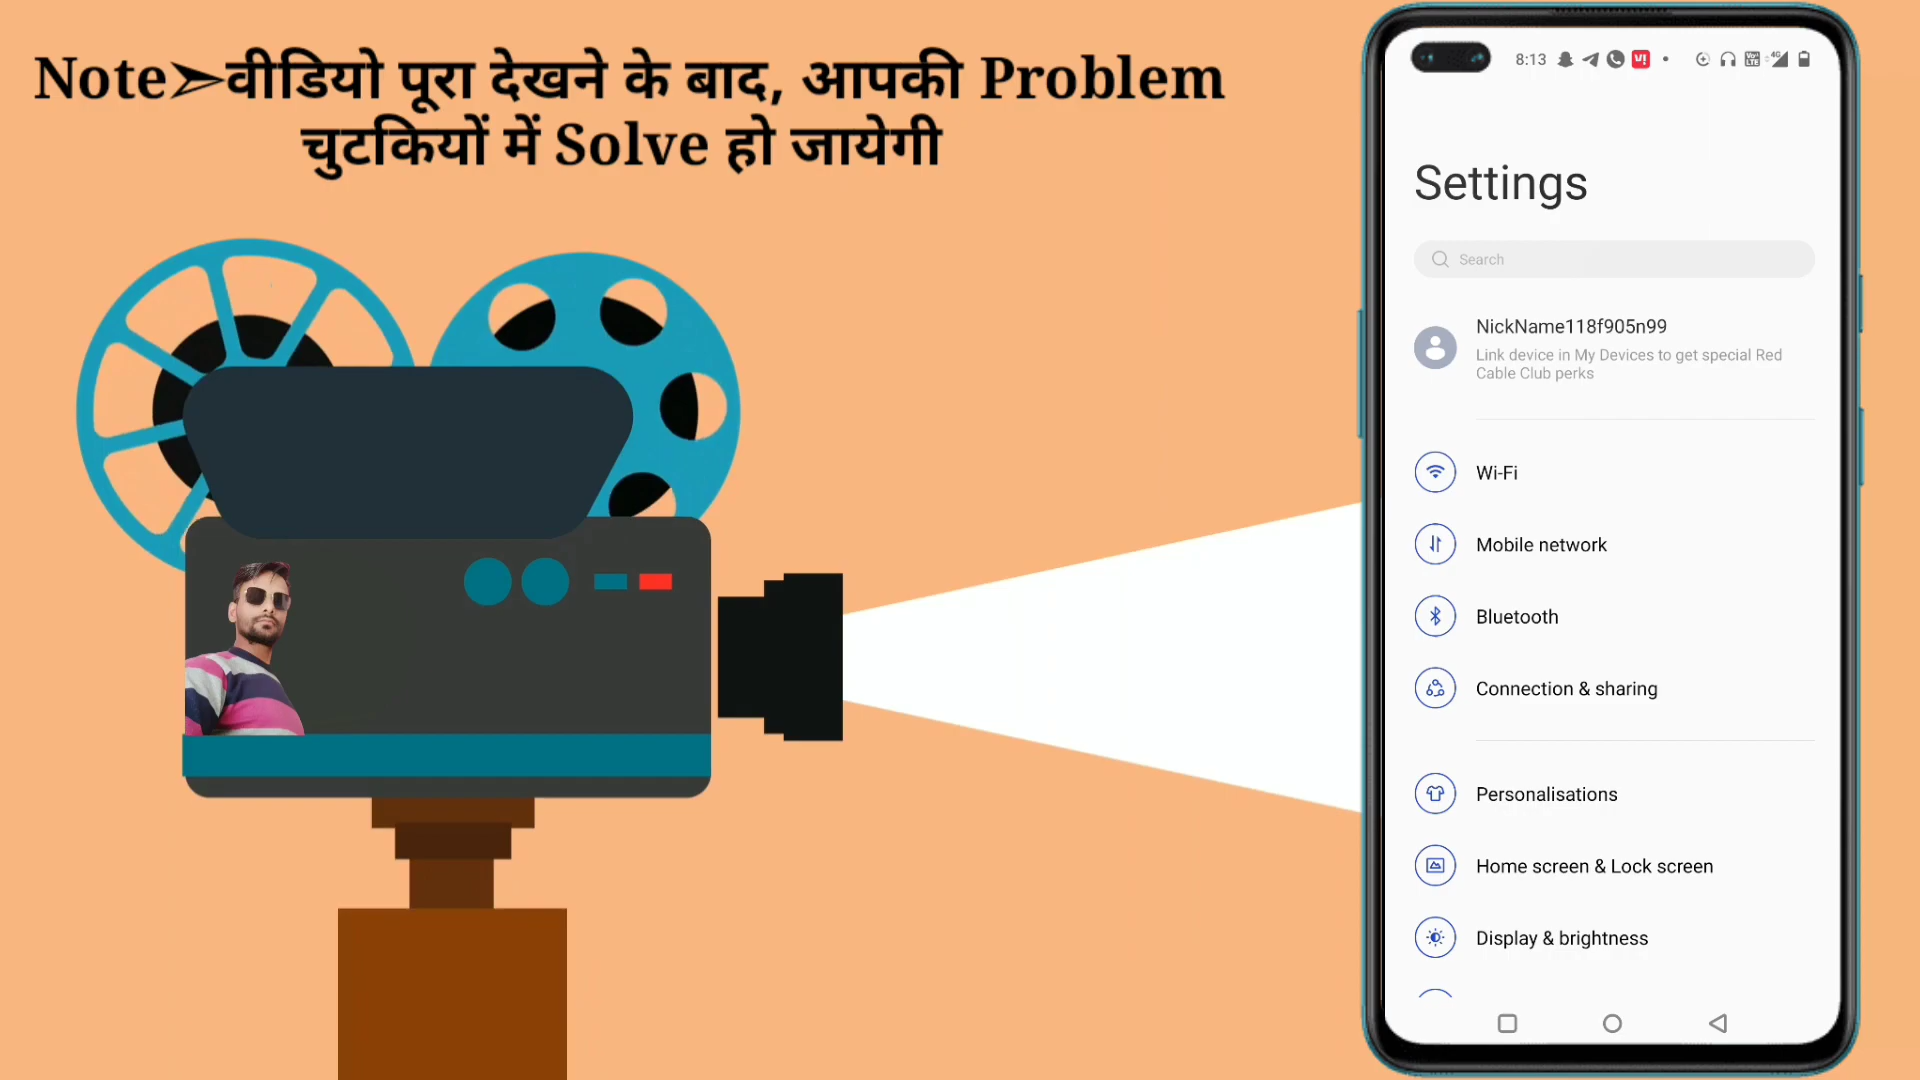 Note➢वीडियो पूरा देखने के बाद, आपकी Problem
चुटकियों में Solve हो जायेगी
8:13
Settings
Search
NickName118f905n99
Link device in My Devices to get special Red
Cable Club perks
Wi-Fi
Mobile network
Bluetooth
Connection & sharing
Personalisations
Home screen & Lock screen
Display & brightness